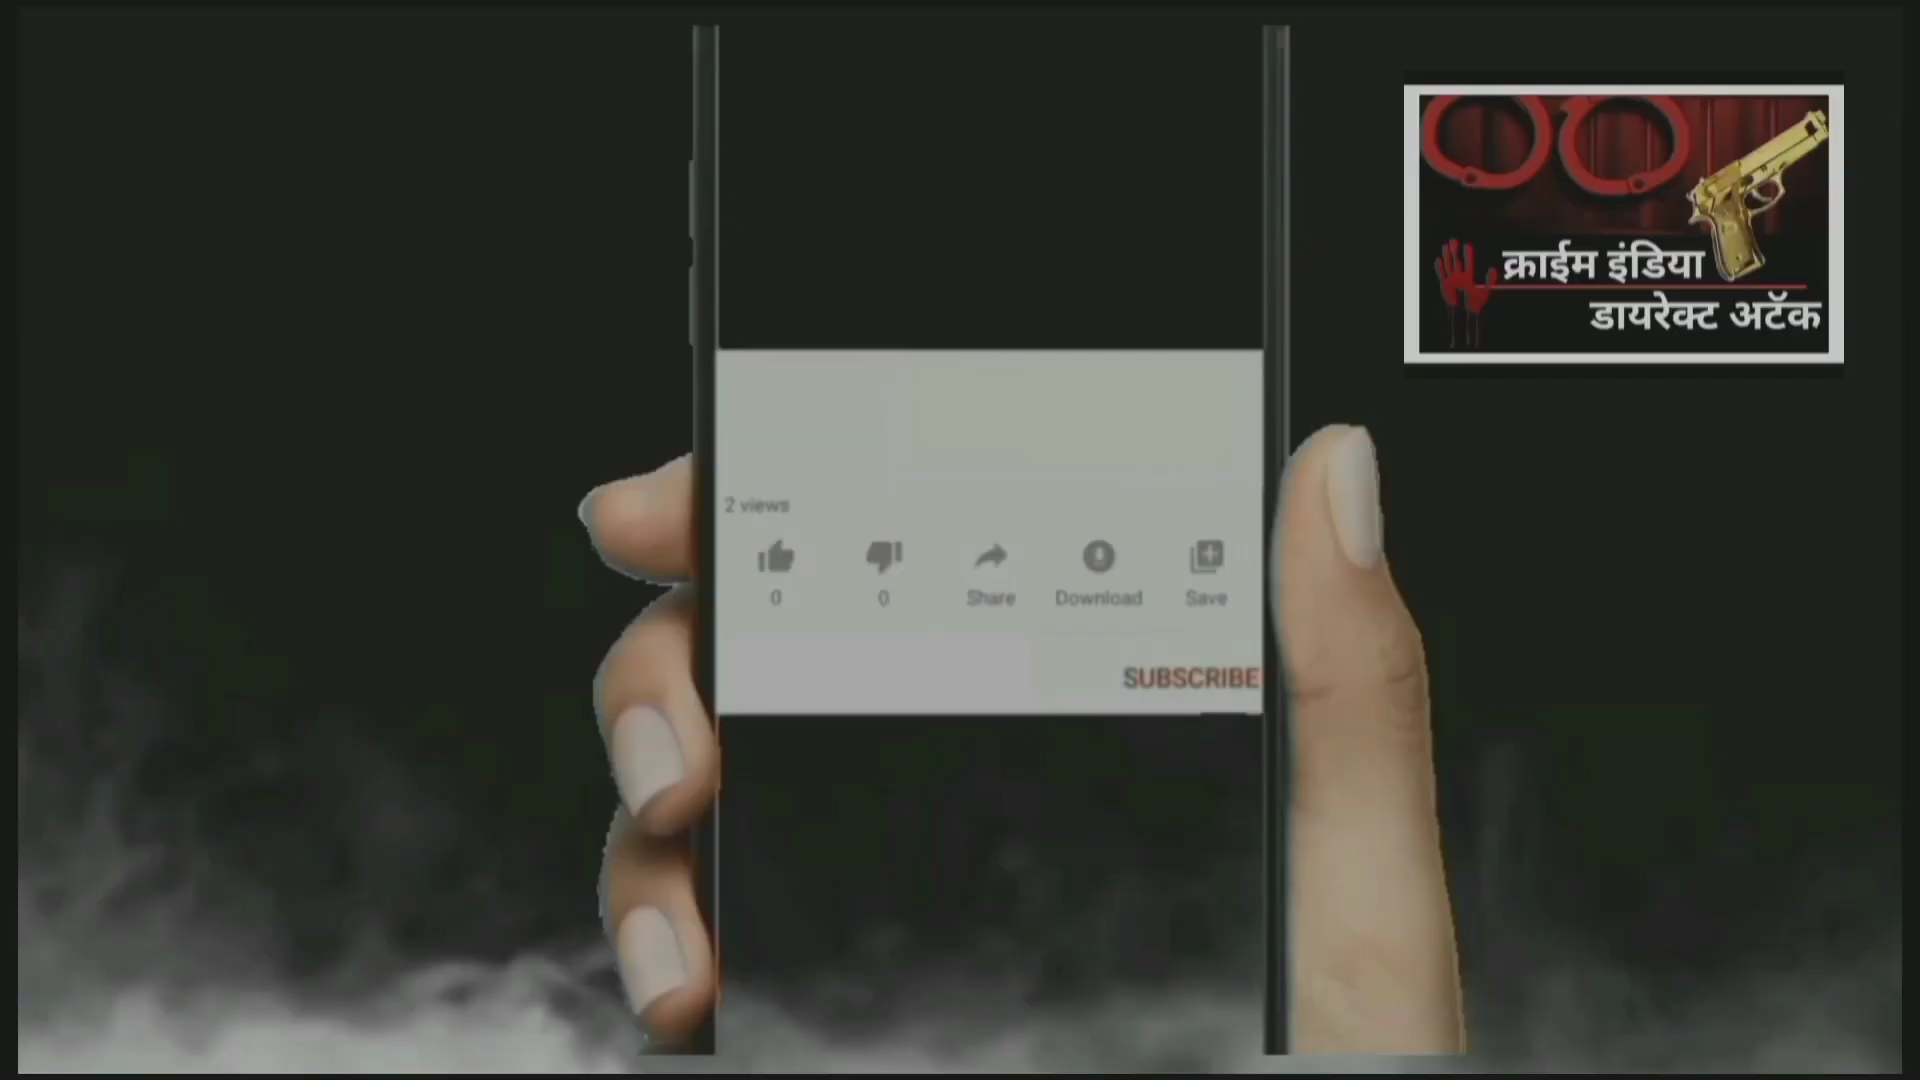 क्राईम इंडिया
डायरेक्ट अटॅक
2 views
0
0
Share
Download
Save
SUBSCRIBE